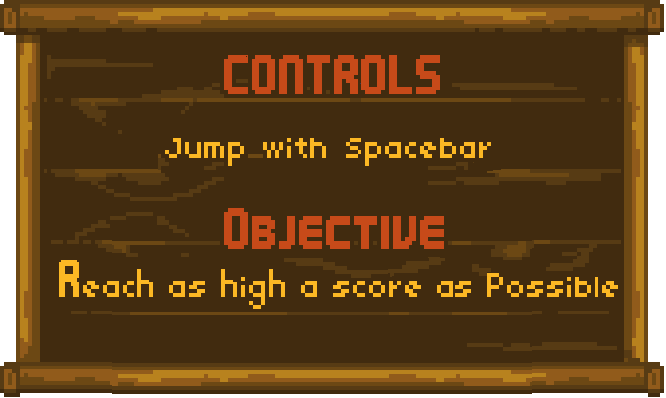 CONTROLS
Jump with Spacebar
OBJECTIVE
Reach as high a score as Possible